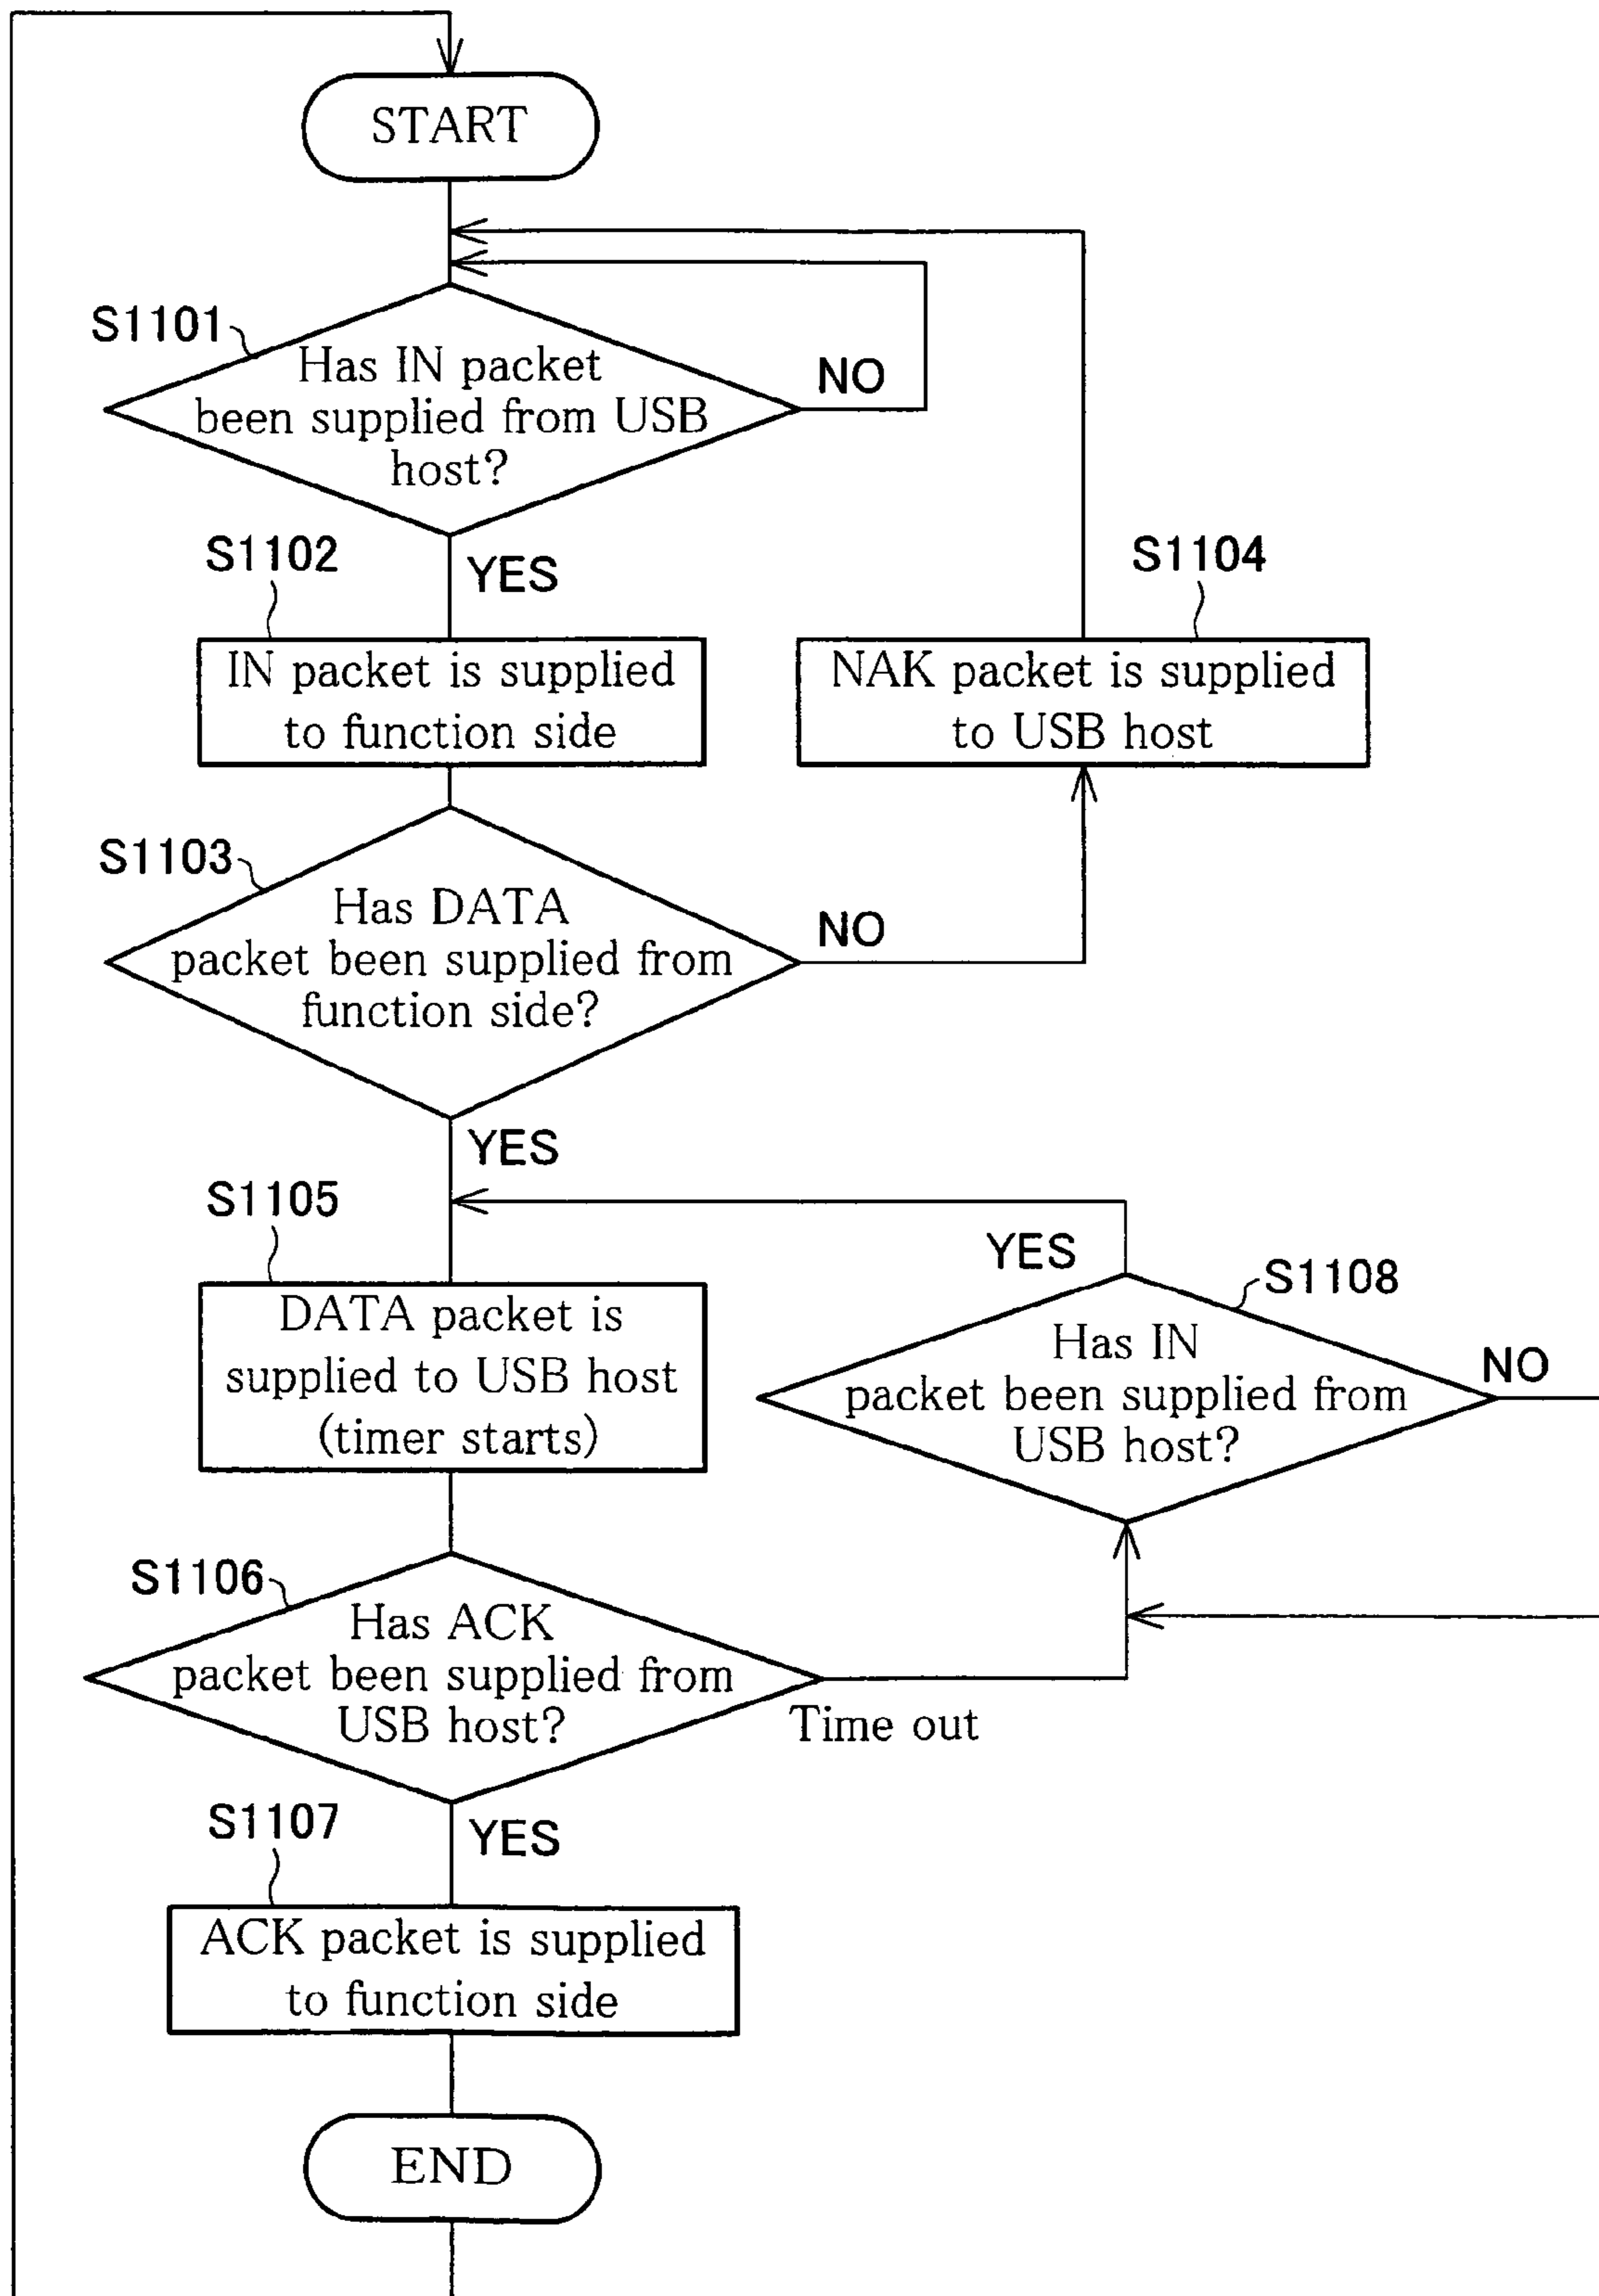 START
S1101
Has IN packet
been supplied from USB
host?
NO
S1102
YES
S1104
IN packet is supplied
to function side
NAK packet is supplied
to USB host
S1103
Has DATA
packet been supplied from
function side?
NO
YES
S1105
YES
S1108
DATA packet is
supplied to USB host
(timer starts)
Has IN
packet been supplied from
USB host?
NO
S1106
Has ACK
packet been supplied from
USB host?
Time out
S1107
YES
ACK packet is supplied
to function side
END